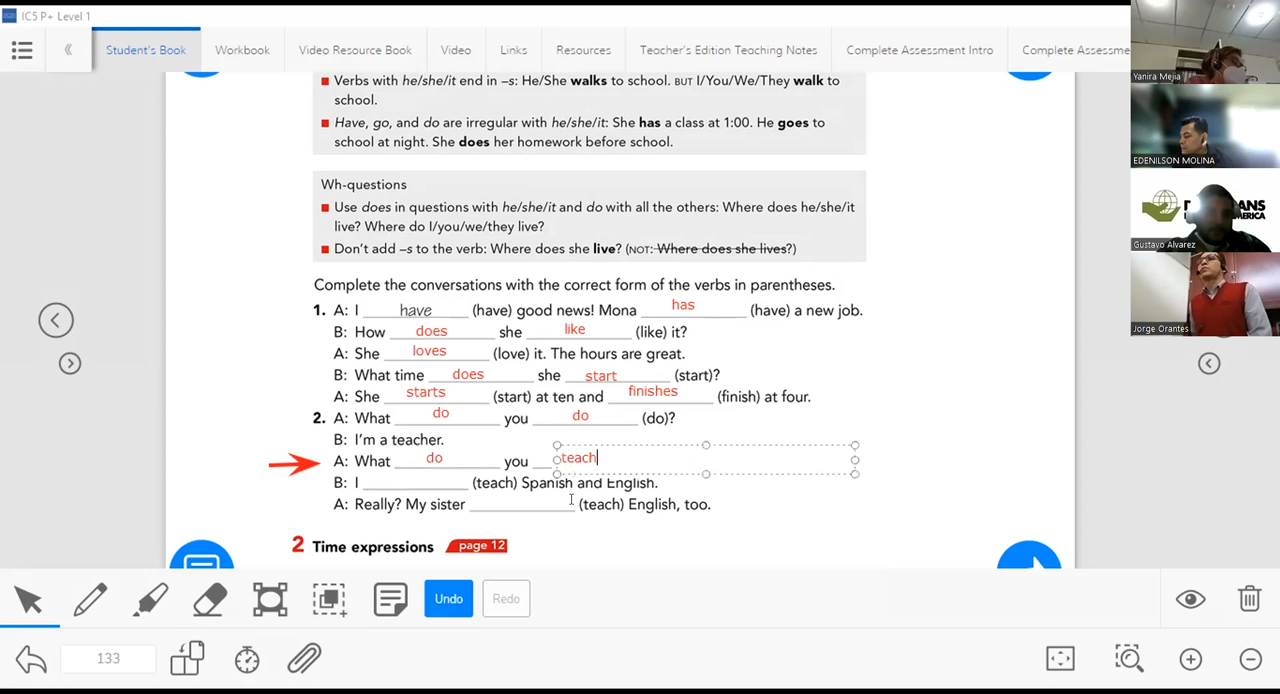 IC5 P+ Level 1
Student's Book Workbook Video Resource Book Video Links Resources Teacher's Edition Teaching Notes Complete Assessment Intro Complete Assessme
Verbs with he/she/it end in –s: He/She walks to school. BUT I/You/We/They walk to
school.
Have, go, and do are irregular with he/she/it: She has a class at 1:00. He goes to
school at night. She does her homework before school.
Wh-questions
Use does in questions with he/she/it and do with all the others: Where does he/she/it
live? Where do I/you/we/they live?
Don't add –s to the verb: Where does she live? (NOT: Where does she lives?)
Complete the conversations with the correct form of the verbs in parentheses.
1. A: I have (have) good news! Mona has (have) a new job.
B: How does she like (like) it?
A: She loves (love) it. The hours are great.
B: What time does she start (start)?
A: She starts (start) at ten and finishes (finish) at four.
2. A: What do you do (do)?
B: I'm a teacher.
A: What do you teach
B: I (teach) Spanish and English.
A: Really? My sister (teach) English, too.
2 Time expressions page 12
Undo Redo
133
Yanira Mejia
EDENILSON MOLINA
Gustavo Alvarez
Jorge Orantes